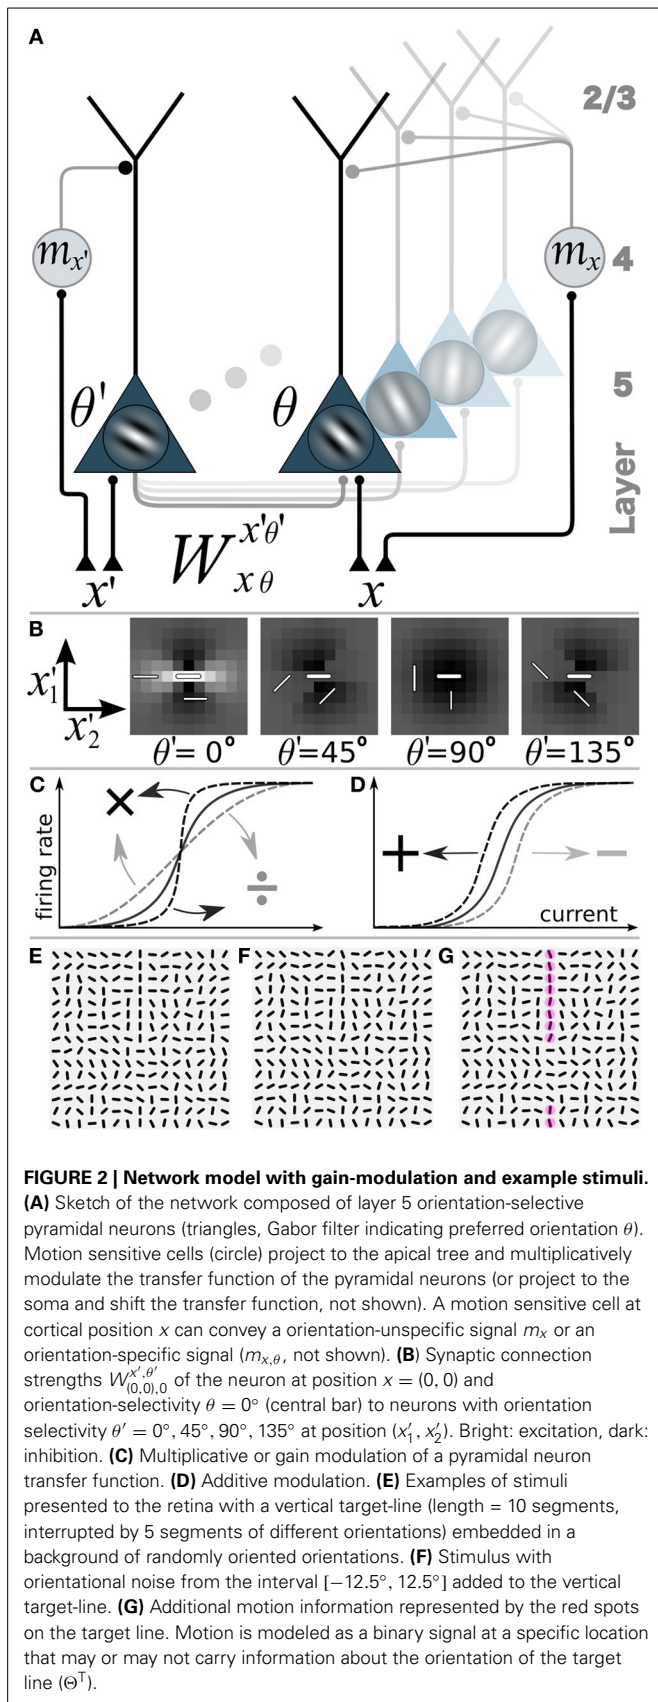 A
2/3
m_x'
m_x
4
θ'
θ
5
Layer
W^{x'θ'}_{xθ}
x'
x
B
x'_1
x'_2
θ'= 0°
θ'=45°
θ'=90°
θ'=135°
C
D
×
÷
+
−
firing rate
current
E
F
G
FIGURE 2 | Network model with gain-modulation and example stimuli.
(A) Sketch of the network composed of layer 5 orientation-selective
pyramidal neurons (triangles, Gabor filter indicating preferred orientation θ).
Motion sensitive cells (circle) project to the apical tree and multiplicatively
modulate the transfer function of the pyramidal neurons (or project to the
soma and shift the transfer function, not shown). A motion sensitive cell at
cortical position x can convey a orientation-unspecific signal m_x or an
orientation-specific signal (m_{x,θ}, not shown). (B) Synaptic connection
strengths W^{x',θ'}_{(0,0),0} of the neuron at position x = (0, 0) and
orientation-selectivity θ = 0° (central bar) to neurons with orientation
selectivity θ' = 0°, 45°, 90°, 135° at position (x'_1, x'_2). Bright: excitation, dark:
inhibition. (C) Multiplicative or gain modulation of a pyramidal neuron
transfer function. (D) Additive modulation. (E) Examples of stimuli
presented to the retina with a vertical target-line (length = 10 segments,
interrupted by 5 segments of different orientations) embedded in a
background of randomly oriented orientations. (F) Stimulus with
orientational noise from the interval [−12.5°, 12.5°] added to the vertical
target-line. (G) Additional motion information represented by the red spots
on the target line. Motion is modeled as a binary signal at a specific location
that may or may not carry information about the orientation of the target
line (Θ^T).